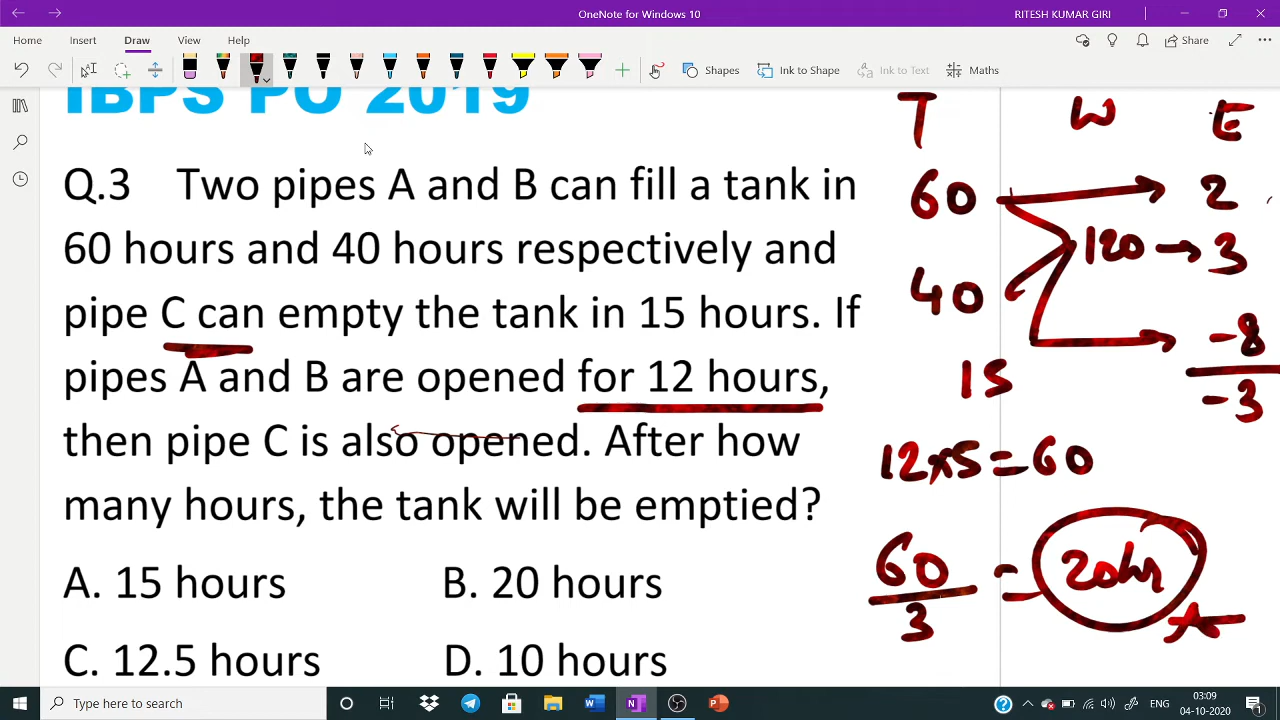 OneNote for Windows 10
RITESH KUMAR GIRI
Home Insert Draw View Help
Share
Shapes Ink to Shape Ink to Text Maths
IBPS PO 2019
Q.3 Two pipes A and B can fill a tank in
60 hours and 40 hours respectively and
pipe C can empty the tank in 15 hours. If
pipes A and B are opened for 12 hours,
then pipe C is also opened. After how
many hours, the tank will be emptied?
A. 15 hours B. 20 hours
C. 12.5 hours D. 10 hours
T W E
60 2
120 → 3
40
-8
15
-3
12x5=60
60/3 = 20hr
Type here to search
ENG
03:09
04-10-2020